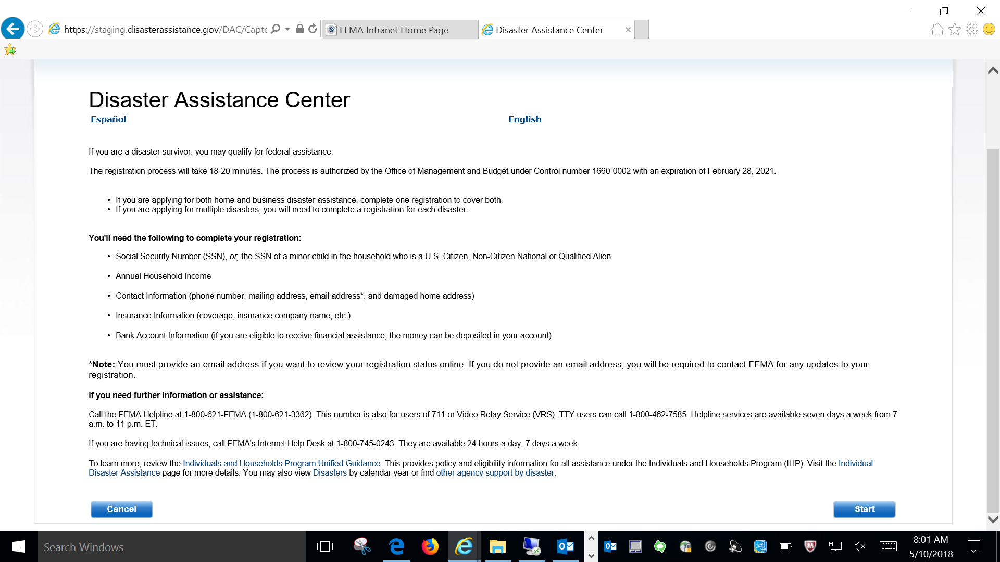 https://staging.disasterassistance.gov/DAC/Captc
FEMA Intranet Home Page
Disaster Assistance Center
Disaster Assistance Center
Español English
If you are a disaster survivor, you may qualify for federal assistance.
The registration process will take 18-20 minutes. The process is authorized by the Office of Management and Budget under Control number 1660-0002 with an expiration of February 28, 2021.
• If you are applying for both home and business disaster assistance, complete one registration to cover both.
• If you are applying for multiple disasters, you will need to complete a registration for each disaster.
You'll need the following to complete your registration:
• Social Security Number (SSN), or, the SSN of a minor child in the household who is a U.S. Citizen, Non-Citizen National or Qualified Alien.
• Annual Household Income
• Contact Information (phone number, mailing address, email address*, and damaged home address)
• Insurance Information (coverage, insurance company name, etc.)
• Bank Account Information (if you are eligible to receive financial assistance, the money can be deposited in your account)
*Note: You must provide an email address if you want to review your registration status online. If you do not provide an email address, you will be required to contact FEMA for any updates to your
registration.
If you need further information or assistance:
Call the FEMA Helpline at 1-800-621-FEMA (1-800-621-3362). This number is also for users of 711 or Video Relay Service (VRS). TTY users can call 1-800-462-7585. Helpline services are available seven days a week from 7
a.m. to 11 p.m. ET.
If you are having technical issues, call FEMA's Internet Help Desk at 1-800-745-0243. They are available 24 hours a day, 7 days a week.
To learn more, review the Individuals and Households Program Unified Guidance. This provides policy and eligibility information for all assistance under the Individuals and Households Program (IHP). Visit the Individual
Disaster Assistance page for more details. You may also view Disasters by calendar year or find other agency support by disaster.
Cancel Start
Search Windows
8:01 AM
5/10/2018